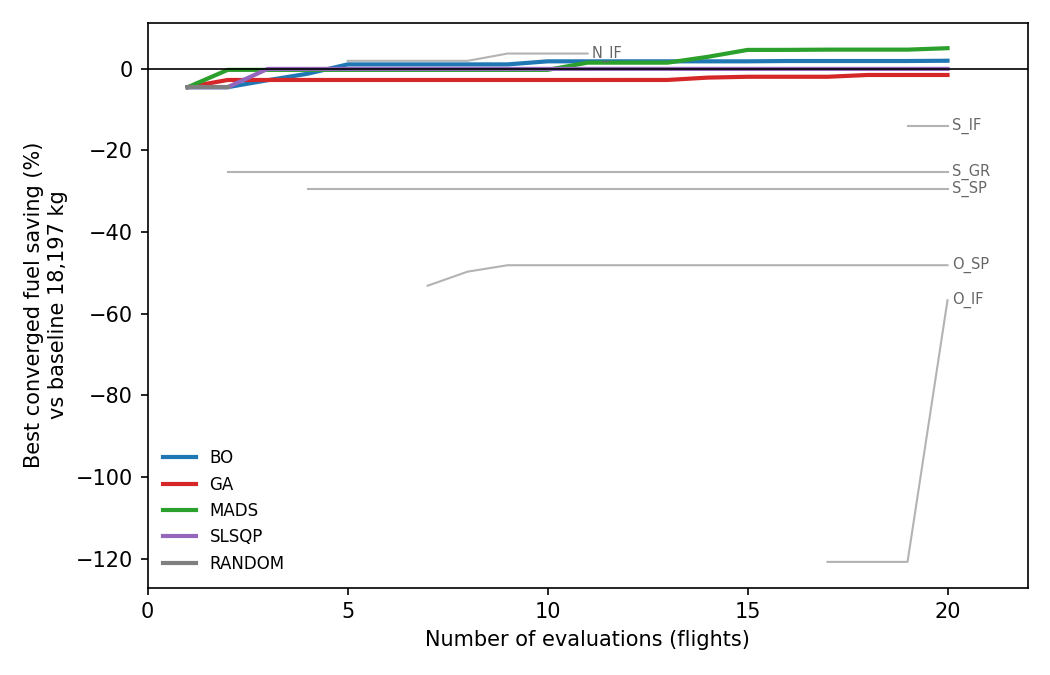 Best converged fuel saving (%)
vs baseline 18,197 kg
0
−20
−40
−60
−80
−100
−120
N_IF
S_IF
S_GR
S_SP
O_SP
O_IF
BO
GA
MADS
SLSQP
RANDOM
0 5 10 15 20
Number of evaluations (flights)